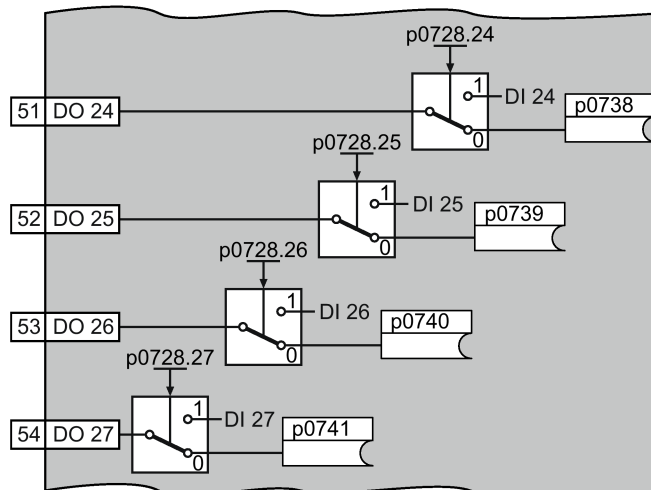 p0728.24
1
DI 24
p0738
51 DO 24
0
p0728.25
1
DI 25
p0739
52 DO 25
0
p0728.26
1
DI 26
p0740
53 DO 26
0
p0728.27
1
DI 27
p0741
54 DO 27
0